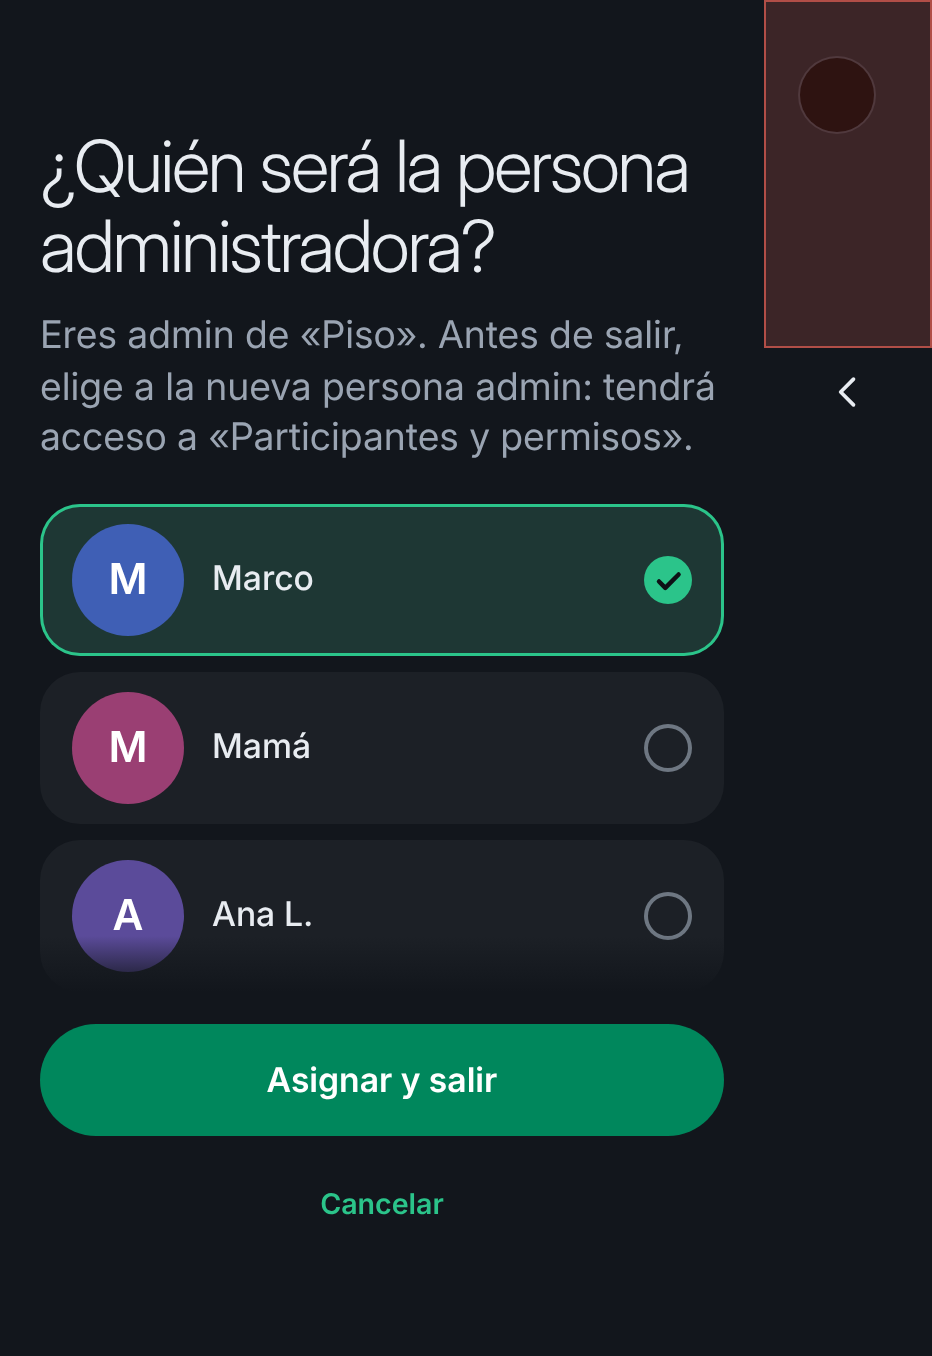 ¿Quién será la persona
administradora?
Eres admin de «Piso». Antes de salir,
elige a la nueva persona admin: tendrá
acceso a «Participantes y permisos».
M Marco
M Mamá
A Ana L.
Asignar y salir
Cancelar